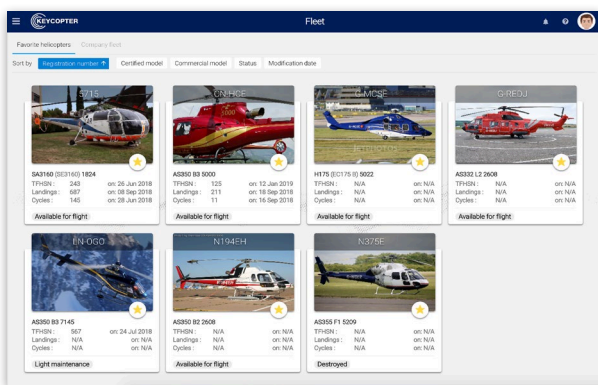 KEYCOPTER
Fleet
Favorite helicopters Company fleet
Sort by Registration number ↑ Certified model Commercial model Status Modification date
5715
SA3160 (SE3160) 1824
TFHSN : 243 on: 26 Jun 2018
Landings : 687 on: 08 Sep 2018
Cycles : 145 on: 28 Jun 2018
Available for flight
CN-HCE
AS350 B3 5000
TFHSN : 125 on: 12 Jan 2019
Landings : 211 on: 16 Sep 2018
Cycles : 11 on: 16 Sep 2018
Available for flight
G-MCSE
H175 (EC175 B) 5022
TFHSN : N/A on: N/A
Landings : N/A on: N/A
Cycles : N/A on: N/A
Available for flight
G-REDJ
AS332 L2 2608
TFHSN : N/A on: N/A
Landings : N/A on: N/A
Cycles : N/A on: N/A
Available for flight
LN-OGO
AS350 B3 7145
TFHSN : 567 on: 24 Jul 2018
Landings : N/A on: N/A
Cycles : N/A on: N/A
Light maintenance
N194EH
AS350 B2 2608
TFHSN : N/A on: N/A
Landings : N/A on: N/A
Cycles : N/A on: N/A
Available for flight
N375E
AS355 F1 5209
TFHSN : N/A on: N/A
Landings : N/A on: N/A
Cycles : N/A on: N/A
Destroyed